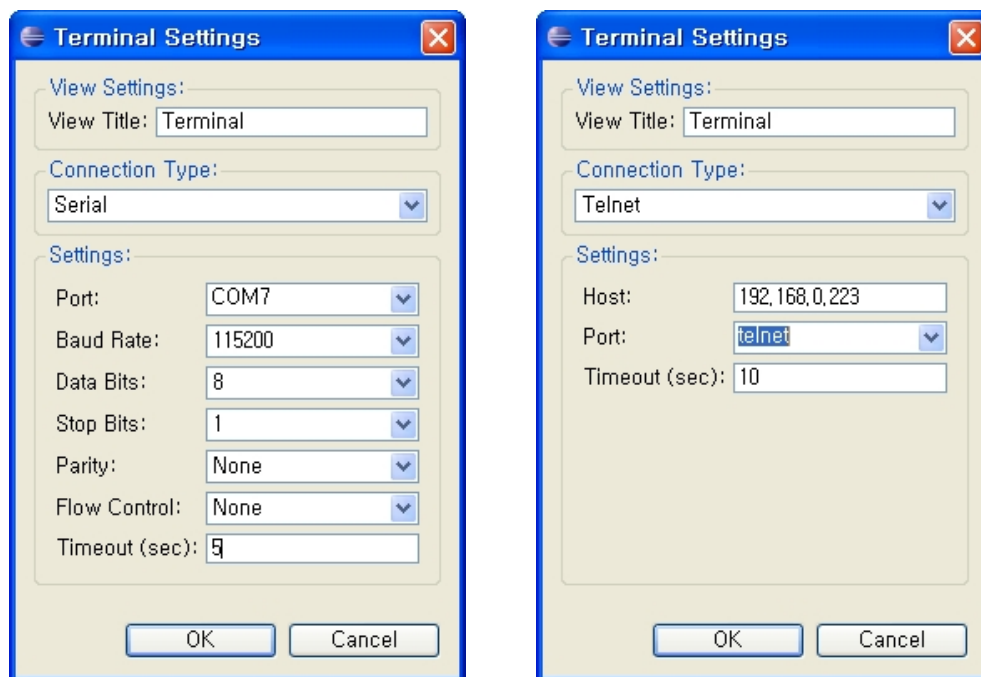 Terminal Settings
View Settings:
View Title: Terminal
Connection Type:
Serial
Settings:
Port: COM7
Baud Rate: 115200
Data Bits: 8
Stop Bits: 1
Parity: None
Flow Control: None
Timeout (sec): 5
OK Cancel
Terminal Settings
View Settings:
View Title: Terminal
Connection Type:
Telnet
Settings:
Host: 192.168.0.223
Port: telnet
Timeout (sec): 10
OK Cancel